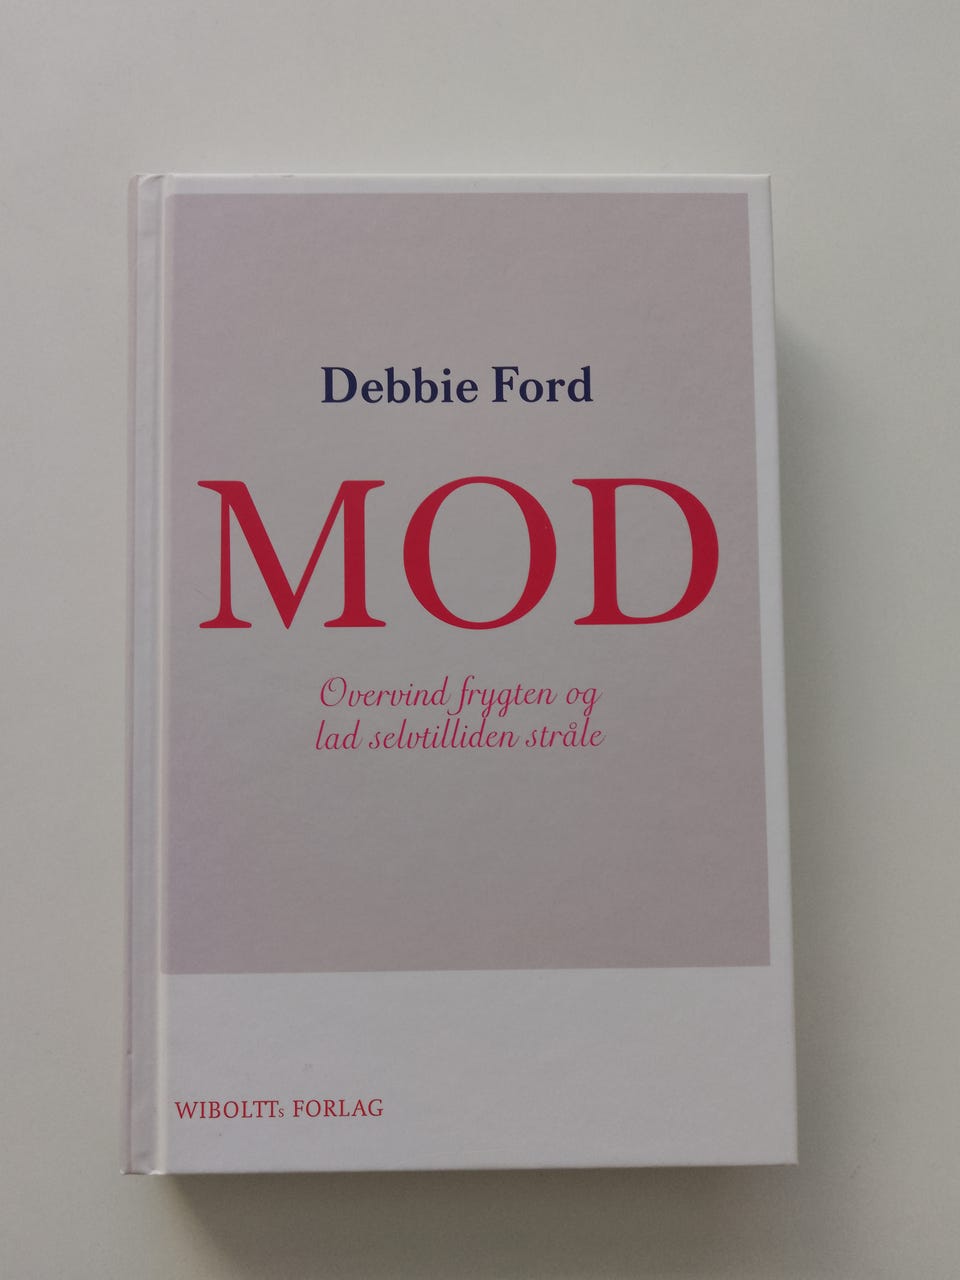 Debbie Ford
MOD
Overvind frygten og
lad selvtilliden stråle
WIBOLTTs FORLAG